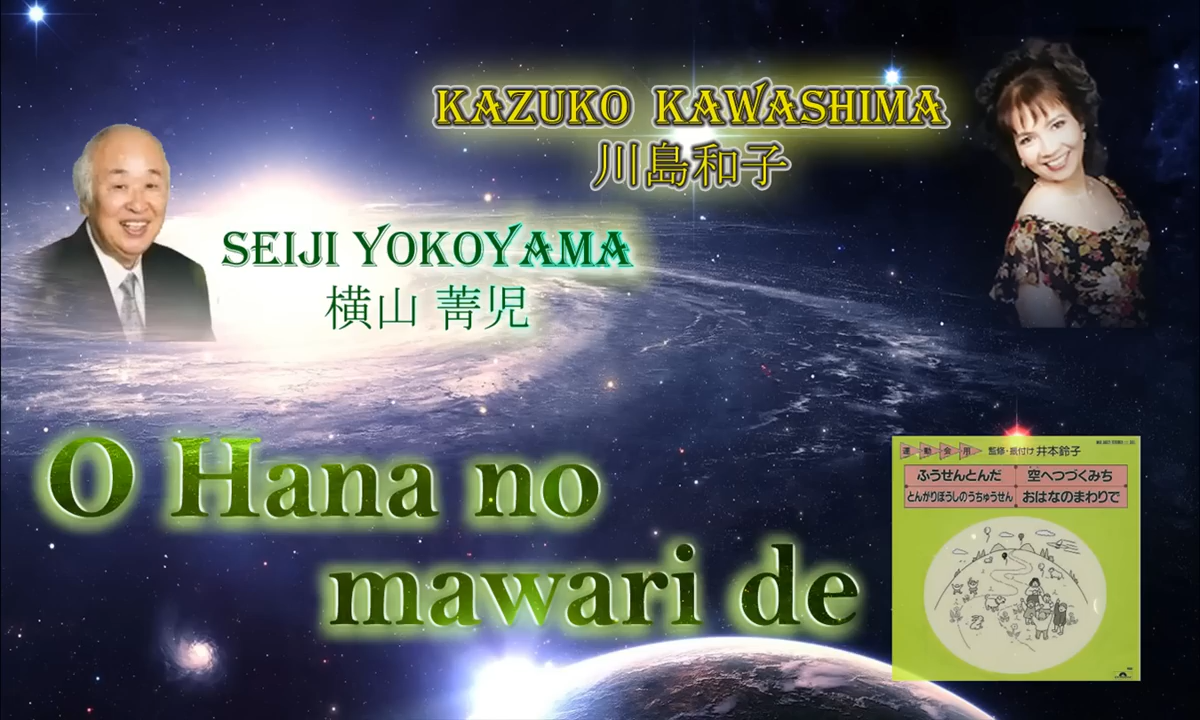 KAZUKO KAWASHIMA
川島和子
SEIJI YOKOYAMA
横山 菁児
O Hana no
mawari de
運動会用 監修・振付け 井本鈴子
ふうせんとんだ 空へつづくみち
とんがりぼうしのうちゅうせん おはなのまわりで